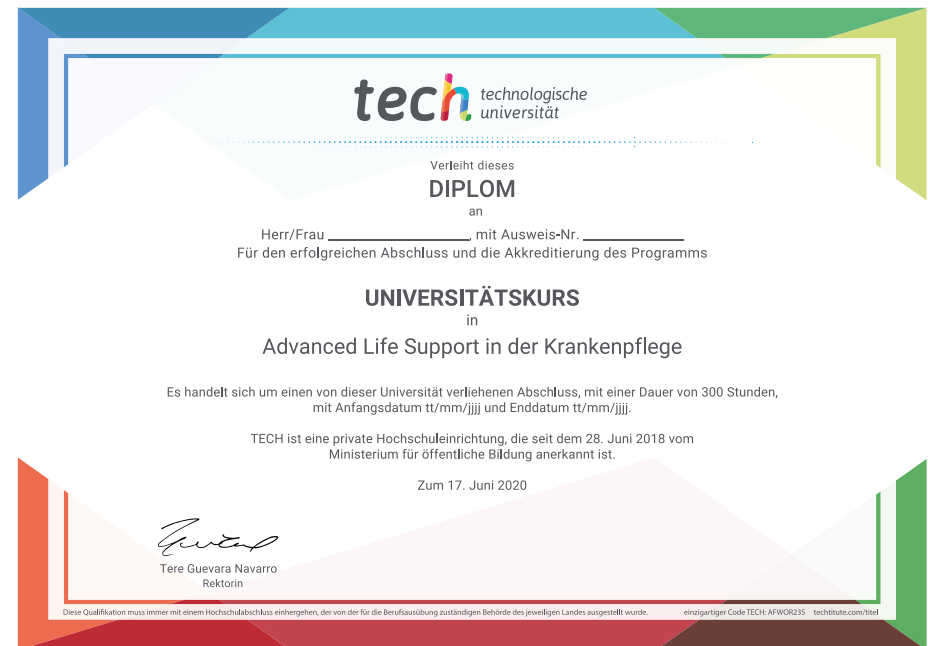 tech technologische
universität
Verleiht dieses
DIPLOM
an
Herr/Frau ____________________, mit Ausweis-Nr. ______________
Für den erfolgreichen Abschluss und die Akkreditierung des Programms
UNIVERSITÄTSKURS
in
Advanced Life Support in der Krankenpflege
Es handelt sich um einen von dieser Universität verliehenen Abschluss, mit einer Dauer von 300 Stunden,
mit Anfangsdatum tt/mm/jjjj und Enddatum tt/mm/jjjj.
TECH ist eine private Hochschuleinrichtung, die seit dem 28. Juni 2018 vom
Ministerium für öffentliche Bildung anerkannt ist.
Zum 17. Juni 2020
Tere Guevara Navarro
Rektorin
Diese Qualifikation muss immer mit einem Hochschulabschluss einhergehen, der von der für die Berufsausübung zuständigen Behörde des jeweiligen Landes ausgestellt wurde. einzigartiger Code TECH: AFWOR23S techtitute.com/titel